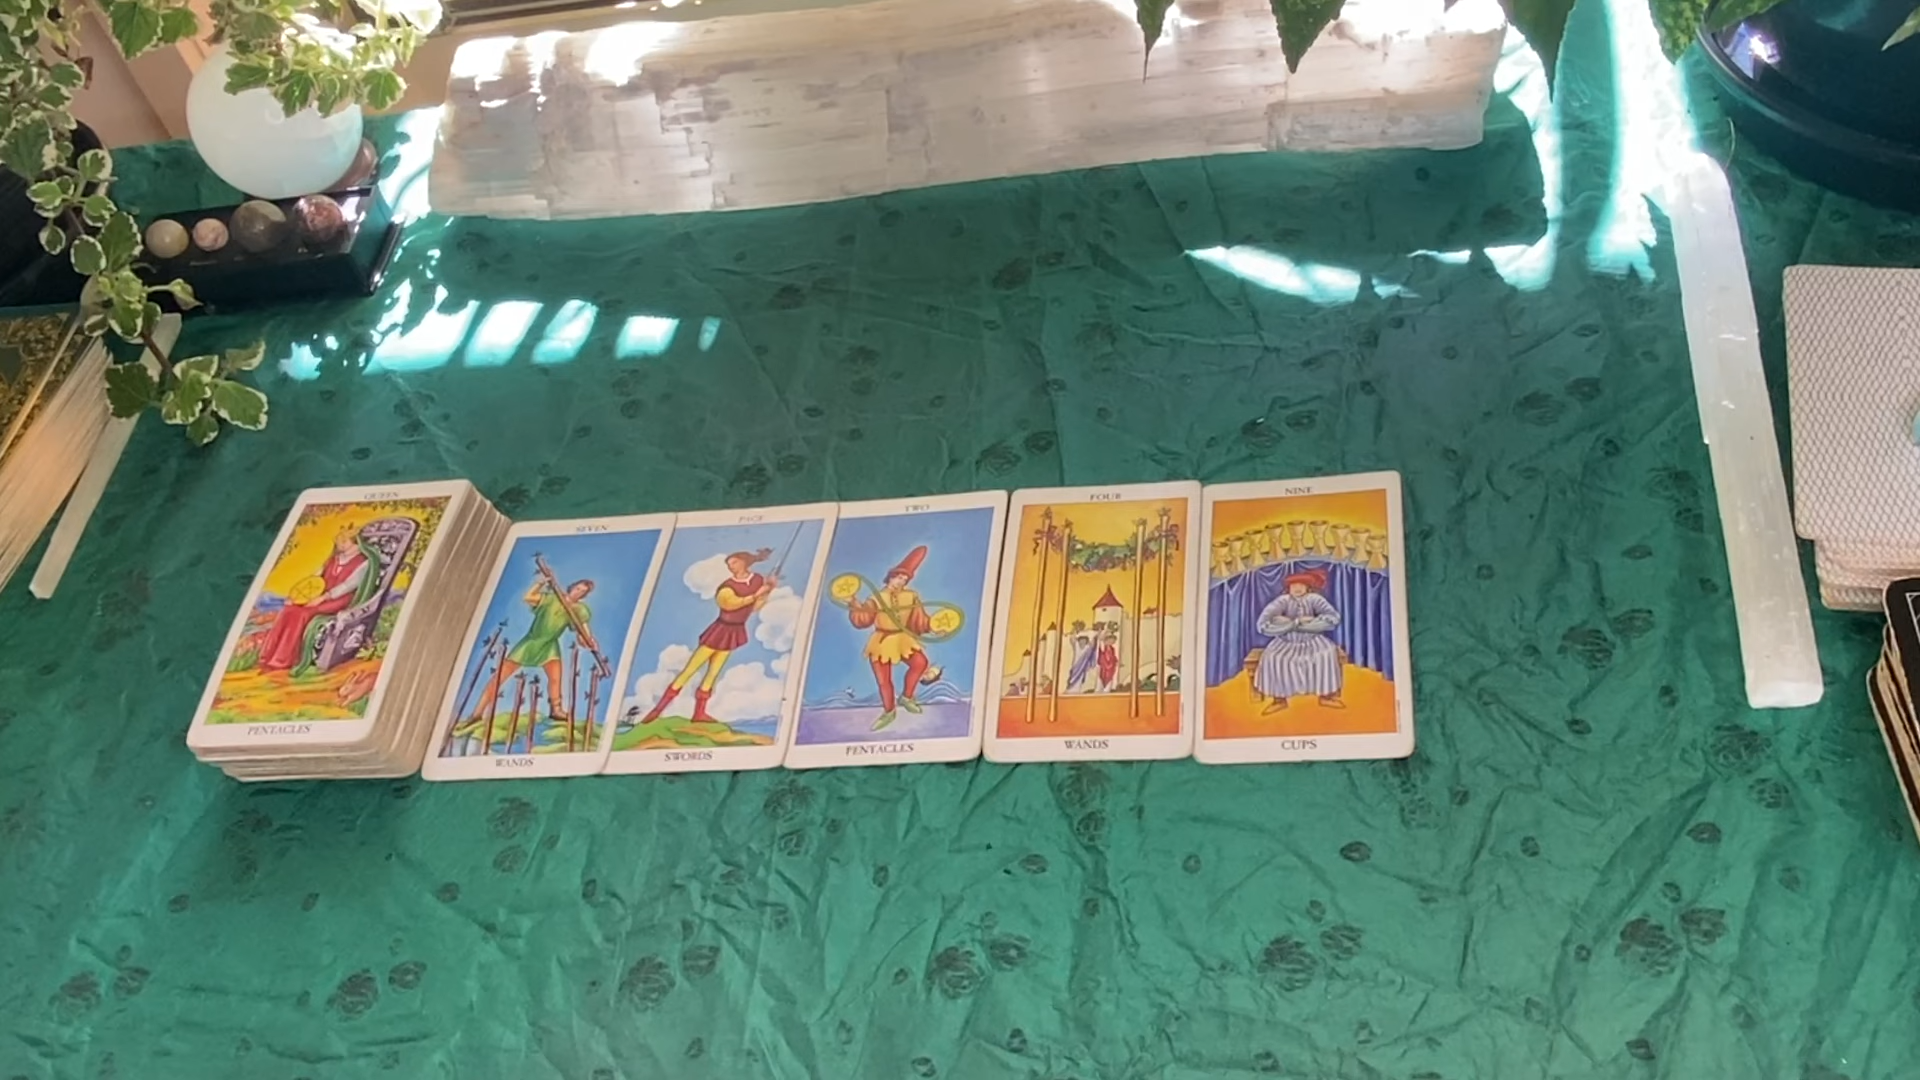 QUEEN
PENTACLES
SEVEN
WANDS
PAGE
SWORDS
TWO
PENTACLES
FOUR
WANDS
NINE
CUPS